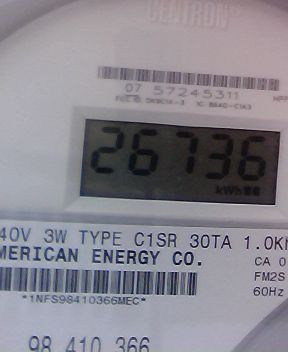 CENTRON®
07 57245311
26736
kWh
40V 3W TYPE C1SR 30TA 1.0K
MERICAN ENERGY CO.
CA 0
FM2S
60Hz
*1NFS98410366MEC*
98 410 366